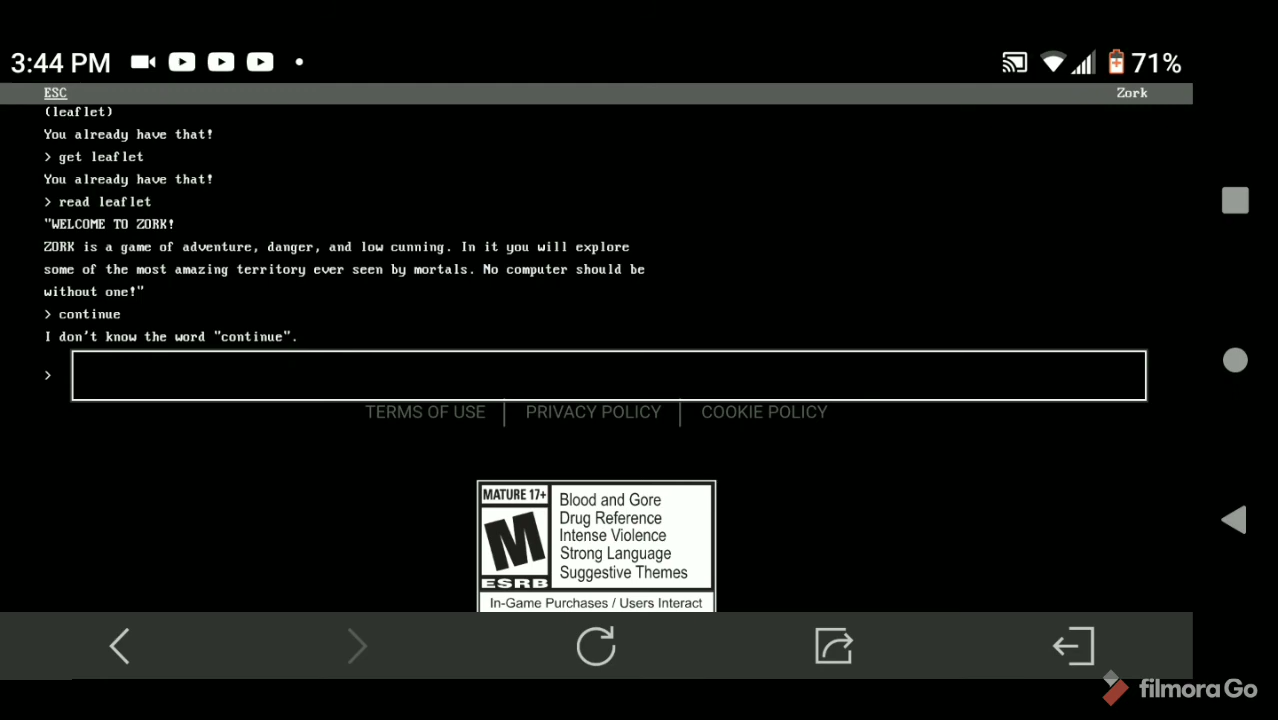 3:44 PM 71%
ESC Zork
(leaflet)
You already have that!
> get leaflet
You already have that!
> read leaflet
"WELCOME TO ZORK!
ZORK is a game of adventure, danger, and low cunning. In it you will explore
some of the most amazing territory ever seen by mortals. No computer should be
without one!"
> continue
I don't know the word "continue".
>
TERMS OF USE | PRIVACY POLICY | COOKIE POLICY
MATURE 17+
M
ESRB
Blood and Gore
Drug Reference
Intense Violence
Strong Language
Suggestive Themes
In-Game Purchases / Users Interact
filmoraGo